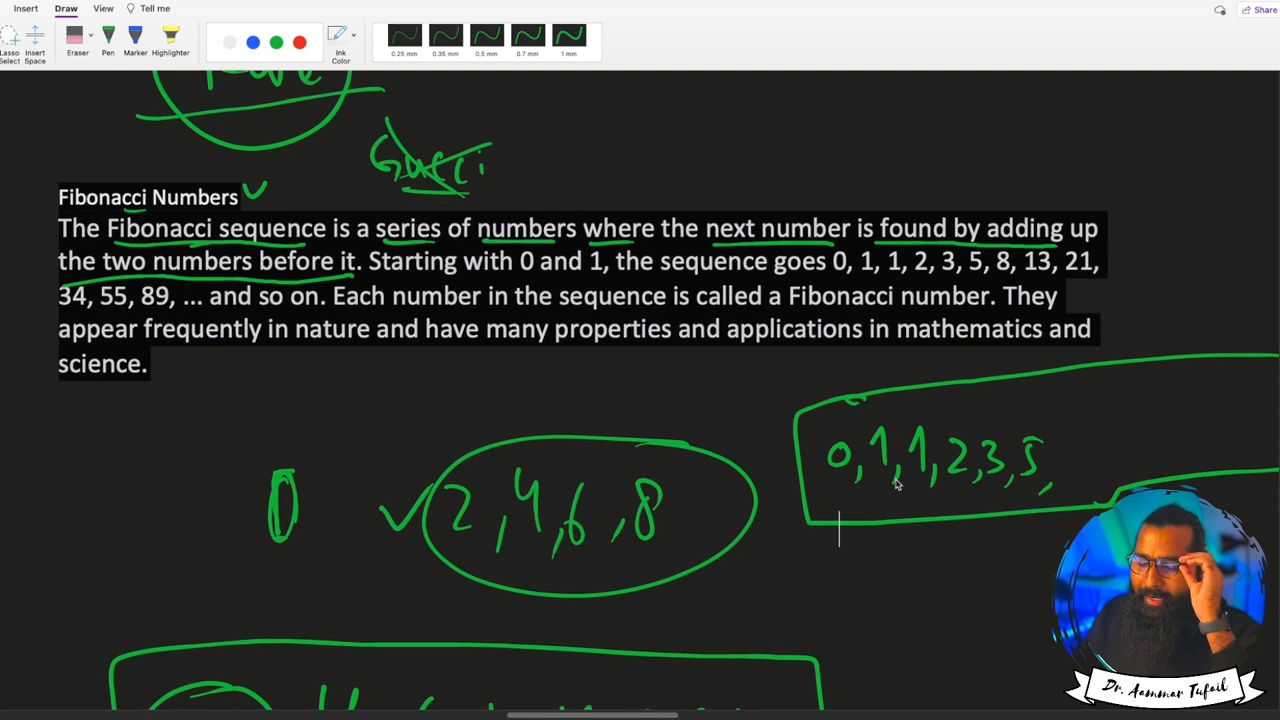 Insert Draw View Tell me
Share
Lasso Select
Insert Space
Eraser
Pen
Marker
Highlighter
Ink Color
0.25 mm 0.35 mm 0.5 mm 0.7 mm 1 mm
Gucci
Fibonacci Numbers
The Fibonacci sequence is a series of numbers where the next number is found by adding up
the two numbers before it. Starting with 0 and 1, the sequence goes 0, 1, 1, 2, 3, 5, 8, 13, 21,
34, 55, 89, ... and so on. Each number in the sequence is called a Fibonacci number. They
appear frequently in nature and have many properties and applications in mathematics and
science.
0,1,1,2,3,5,
0 2,4,6,8
Dr. Aammar Tufail